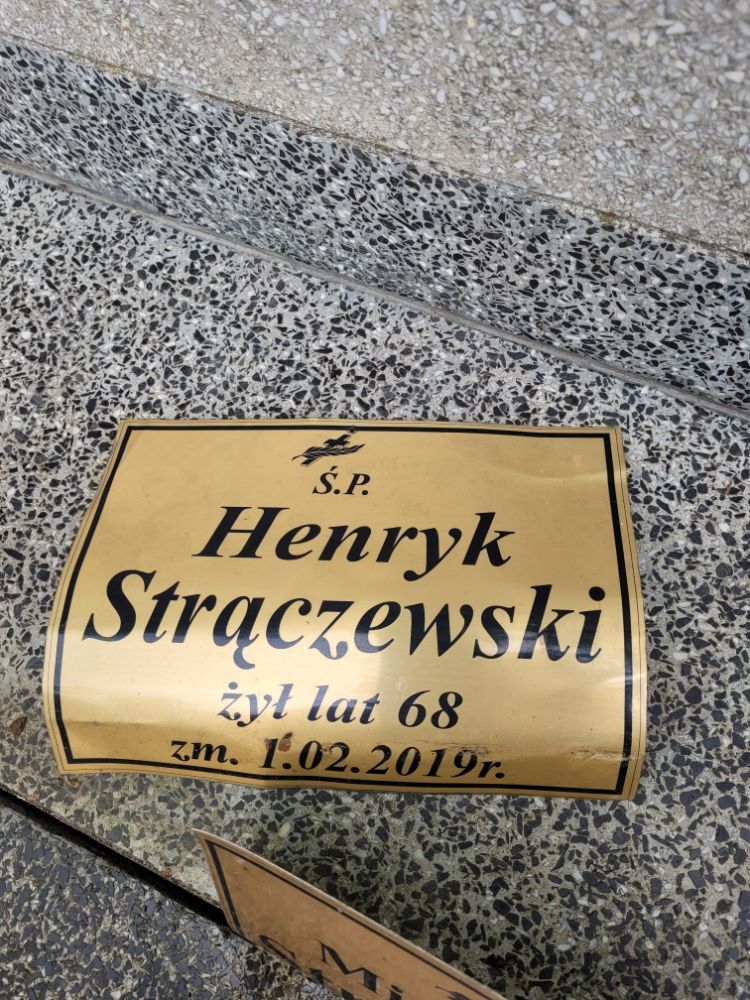 Ś.P.
Henryk
Strączewski
żył lat 68
zm. 1.02.2019r.